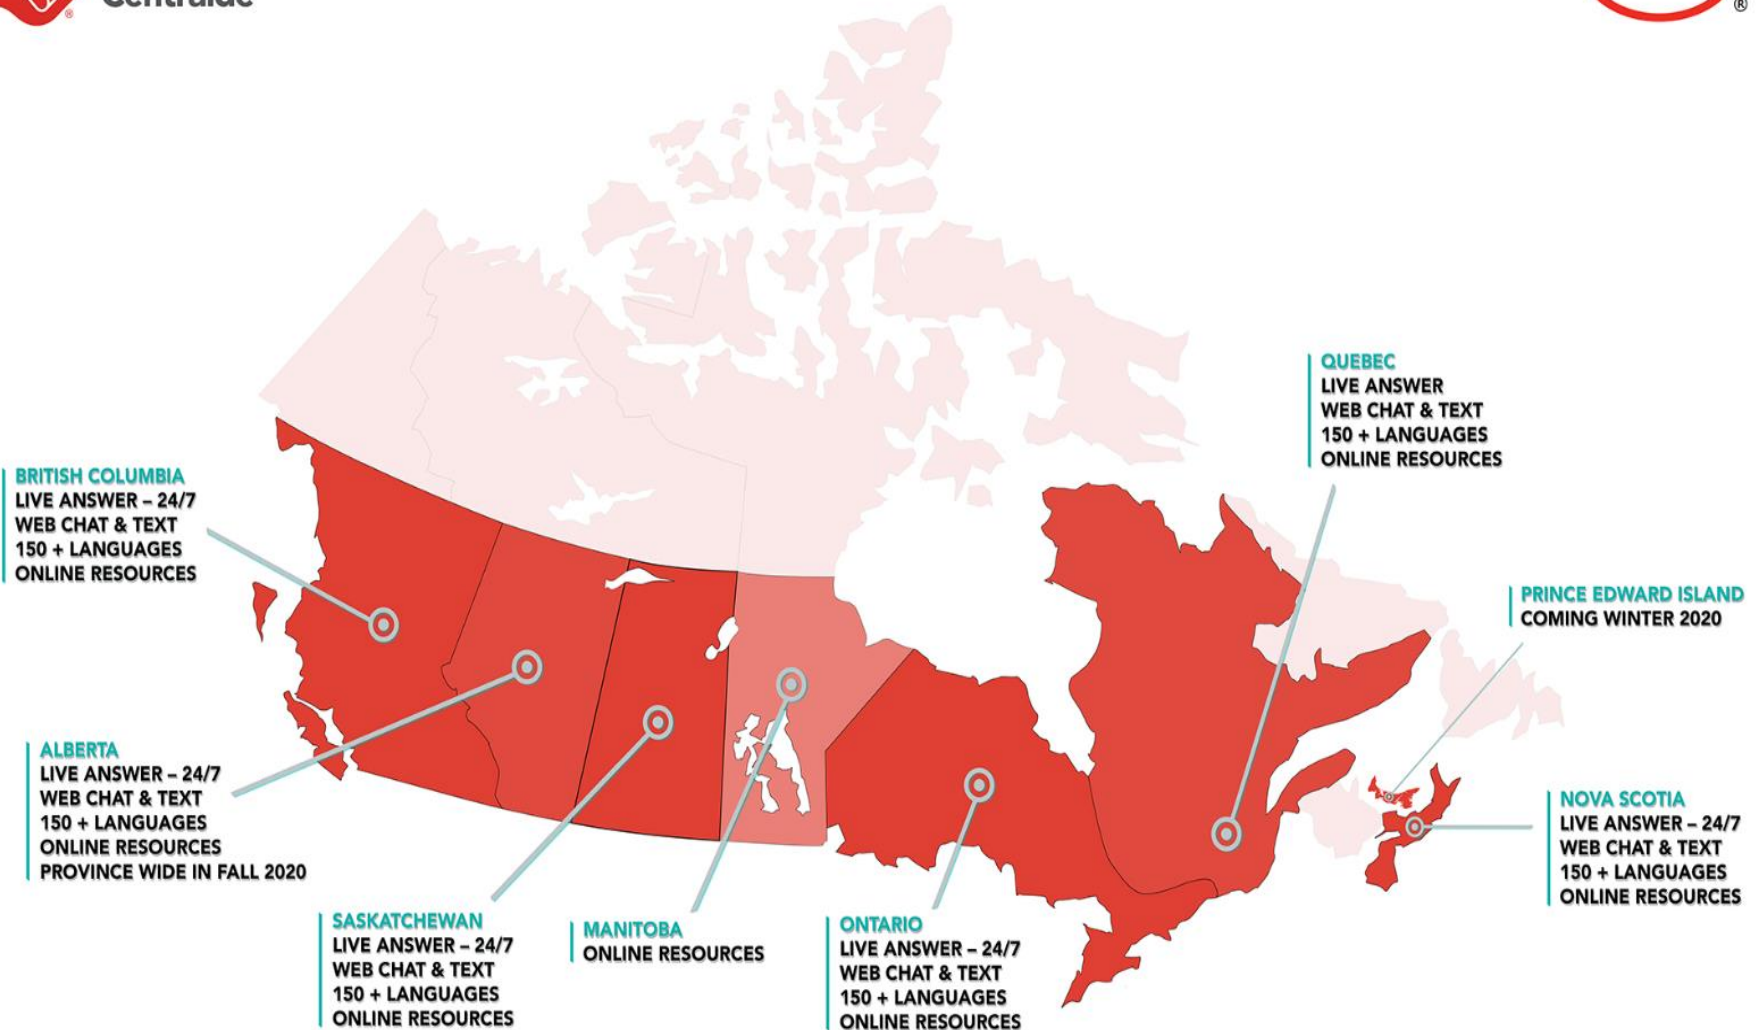 Centraide
®
®
QUEBEC
LIVE ANSWER
WEB CHAT & TEXT
150 + LANGUAGES
ONLINE RESOURCES
BRITISH COLUMBIA
LIVE ANSWER – 24/7
WEB CHAT & TEXT
150 + LANGUAGES
ONLINE RESOURCES
PRINCE EDWARD ISLAND
COMING WINTER 2020
ALBERTA
LIVE ANSWER – 24/7
WEB CHAT & TEXT
150 + LANGUAGES
ONLINE RESOURCES
PROVINCE WIDE IN FALL 2020
NOVA SCOTIA
LIVE ANSWER – 24/7
WEB CHAT & TEXT
150 + LANGUAGES
ONLINE RESOURCES
SASKATCHEWAN
LIVE ANSWER – 24/7
WEB CHAT & TEXT
150 + LANGUAGES
ONLINE RESOURCES
MANITOBA
ONLINE RESOURCES
ONTARIO
LIVE ANSWER – 24/7
WEB CHAT & TEXT
150 + LANGUAGES
ONLINE RESOURCES